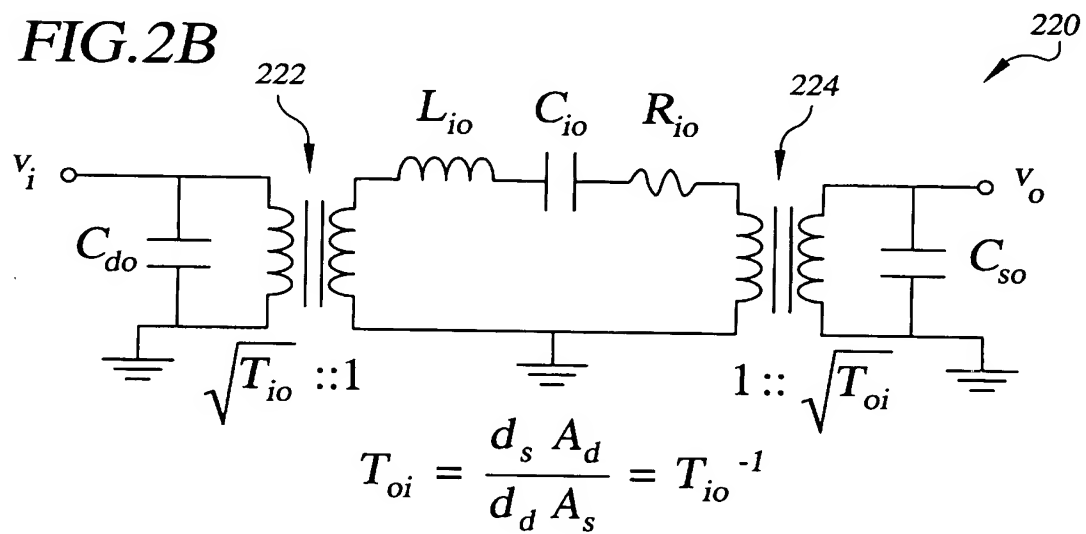 FIG.2B
220
222
224
L_io
C_io
R_io
v_i
v_o
C_do
C_so
√T_io ::1
1:: √T_oi
T_oi = d_s A_d / d_d A_s = T_io^-1